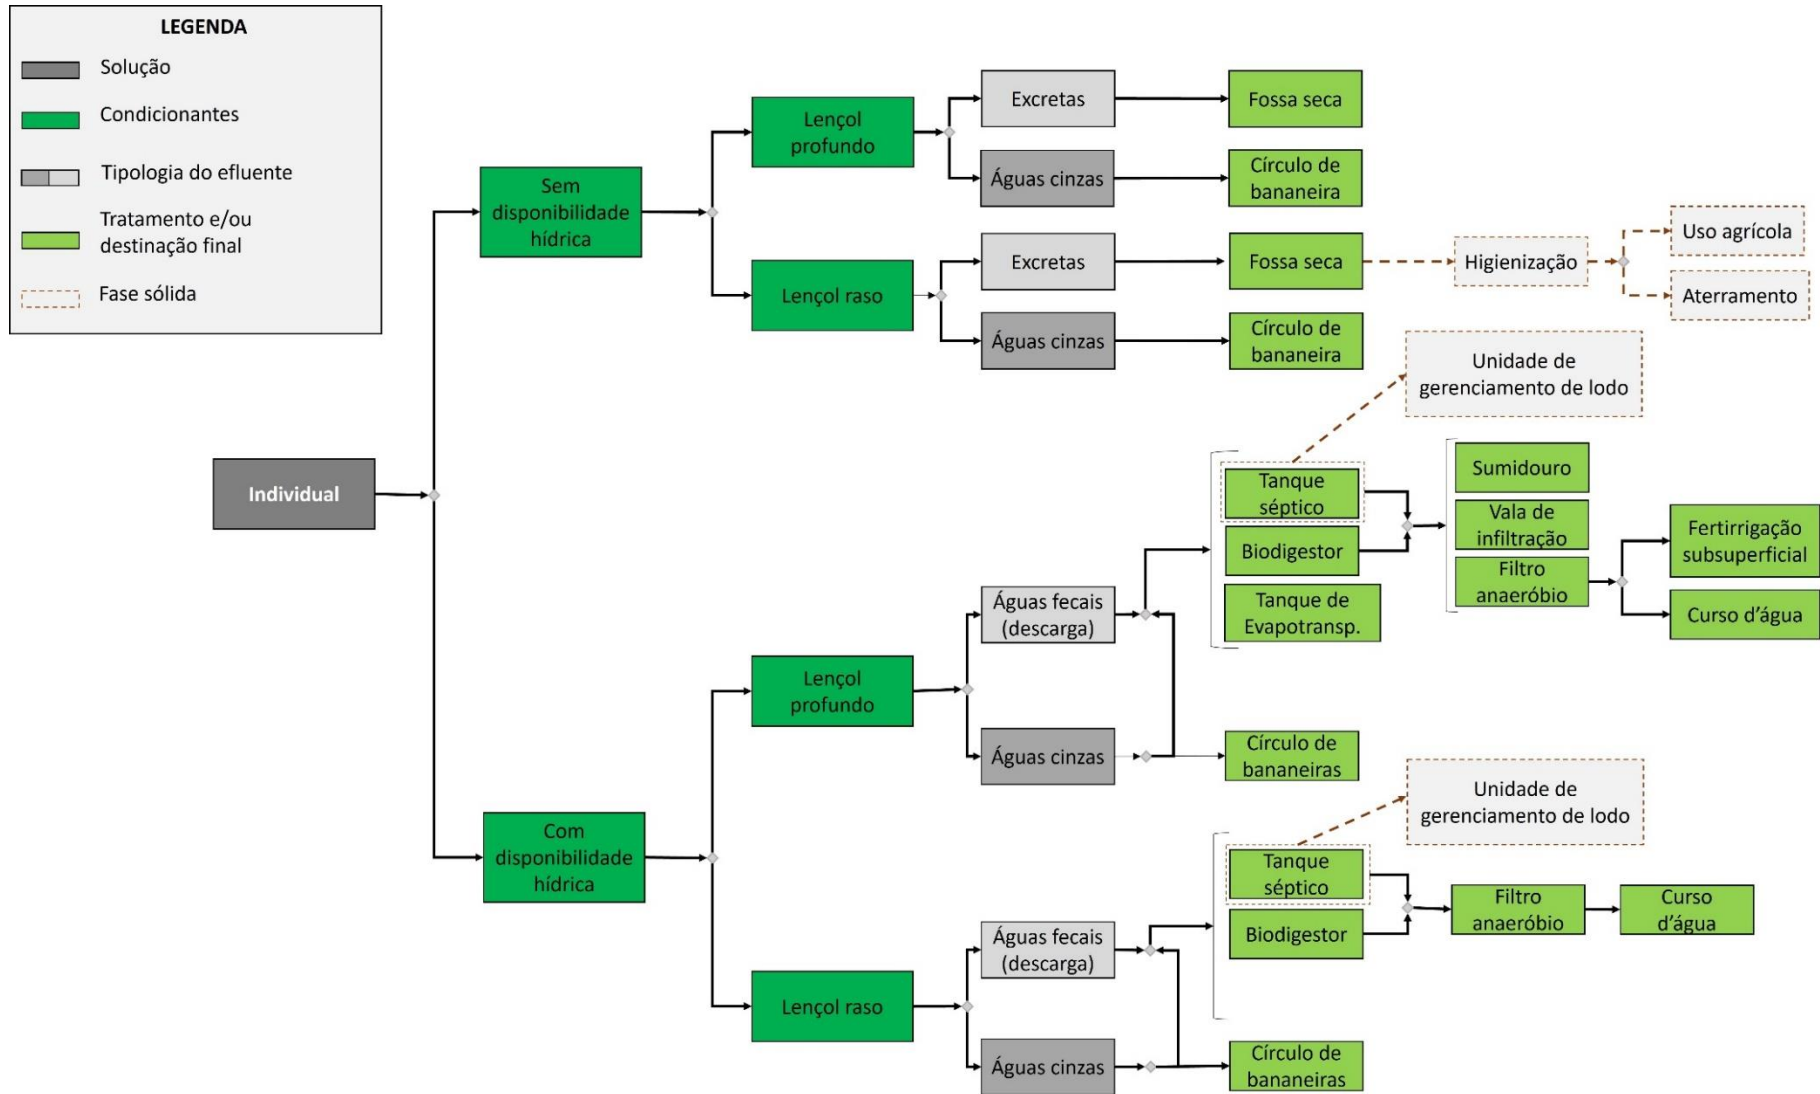 LEGENDA
Solução
Condicionantes
Tipologia do efluente
Tratamento e/ou
destinação final
Fase sólida
Individual
Sem
disponibilidade
hídrica
Lençol
profundo
Excretas
Fossa seca
Águas cinzas
Círculo de
bananeira
Lençol raso
Excretas
Fossa seca
Higienização
Uso agrícola
Aterramento
Águas cinzas
Círculo de
bananeira
Com
disponibilidade
hídrica
Lençol
profundo
Águas fecais
(descarga)
Unidade de
gerenciamento de lodo
Tanque
séptico
Biodigestor
Tanque de
Evapotransp.
Sumidouro
Vala de
infiltração
Filtro
anaeróbio
Fertirrigação
subsuperficial
Curso d’água
Águas cinzas
Círculo de
bananeiras
Lençol raso
Águas fecais
(descarga)
Unidade de
gerenciamento de lodo
Tanque
séptico
Biodigestor
Filtro
anaeróbio
Curso
d’água
Águas cinzas
Círculo de
bananeiras